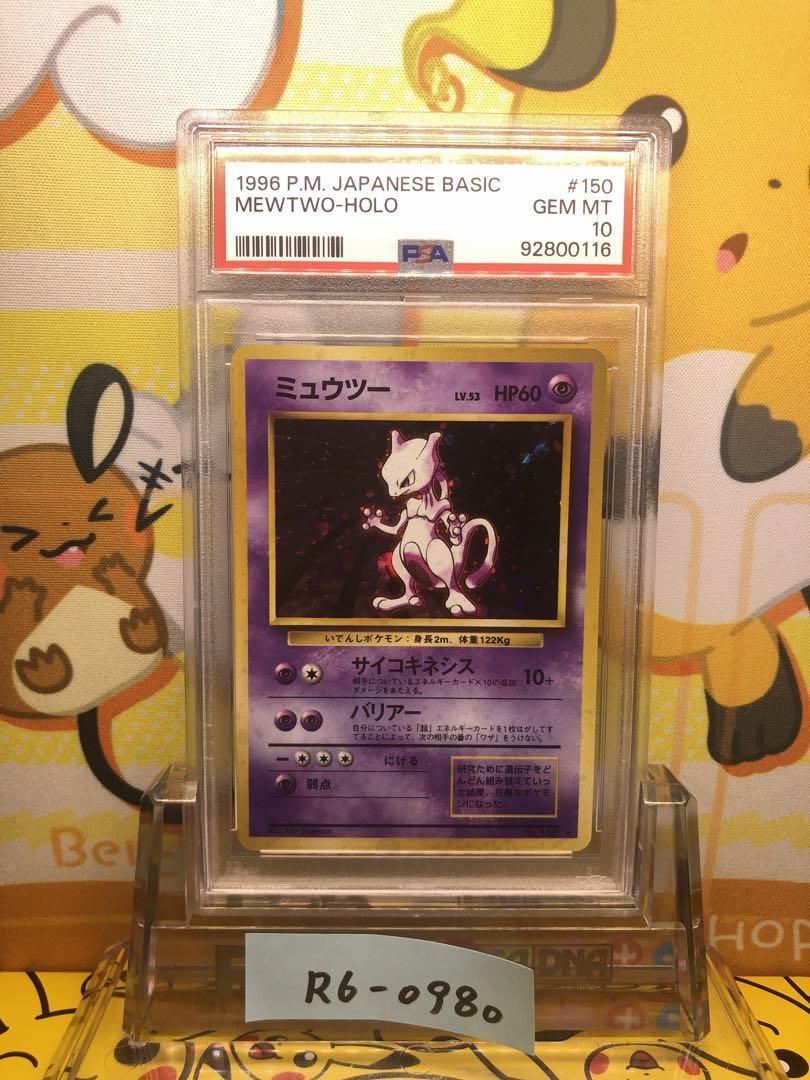 1996 P.M. JAPANESE BASIC #150
MEWTWO-HOLO GEM MT
10
PSA 92800116
ミュウツー LV.53 HP60
いでんしポケモン：身長2m、体重122Kg
サイコキネシス 10+
相手についているエネルギーカード×10の追加
ダメージをあたえる。
バリアー
自分についている「超」エネルギーカードを1枚はがしてす
てることによって、次の相手の番の「ワザ」をうけない。
にげる
弱点
研究ために遺伝子をど
んどん組み替えていっ
た結果、狂暴なポケモ
ンになった。
No.150
DNA
R6-0980